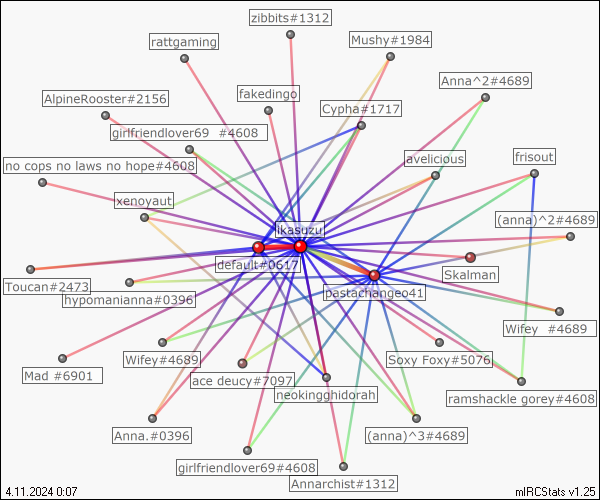 zibbits#1312
rattgaming
Mushy#1984
Anna^2#4689
fakedingo
AlpineRooster#2156
Cypha#1717
girlfriendlover69 #4608
avelicious
frisout
no cops no laws no hope#4608
xenoyaut
(anna)^2#4689
ikasuzu
default#0617
Skalman
Toucan#2473
hypomanianna#0396
pastachangeo41
Wifey #4689
Wifey#4689
Soxy Foxy#5076
Mad #6901
ace deucy#7097
neokingghidorah
ramshackle gorey#4608
Anna.#0396
(anna)^3#4689
girlfriendlover69#4608
Annarchist#1312
4.11.2024 0:07
mIRCStats v1.25